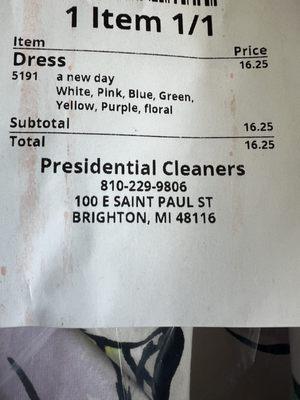 1 Item 1/1
Item Price
Dress 16.25
5191 a new day
White, Pink, Blue, Green,
Yellow, Purple, floral
Subtotal 16.25
Total 16.25
Presidential Cleaners
810-229-9806
100 E SAINT PAUL ST
BRIGHTON, MI 48116